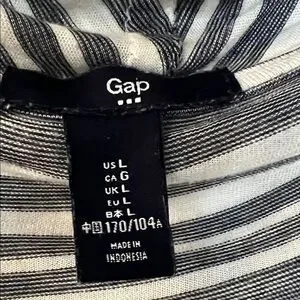 Gap
US L
CA G
UK L
EU L
日本 L
中国 170/104A
MADE IN
INDONESIA